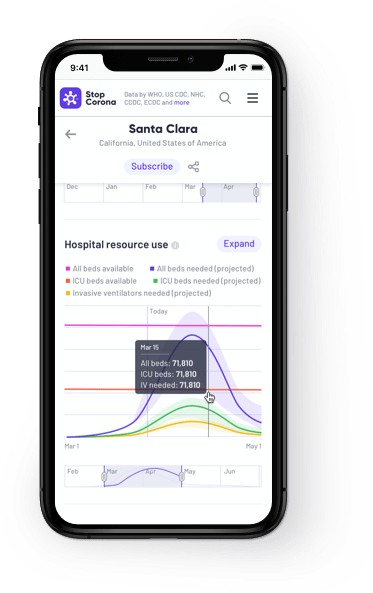 9:41
Stop
Corona
Data by WHO, US CDC, NHC,
CCDC, ECDC and more
Santa Clara
California, United States of America
Subscribe
Dec Jan Feb Mar Apr
Hospital resource use
Expand
All beds available All beds needed (projected)
ICU beds available ICU beds needed (projected)
Invasive ventilators needed (projected)
Today
Mar 15
All beds: 71,810
ICU beds: 71,810
IV needed: 71,810
Mar 1 May 1
Feb Mar Apr May Jun